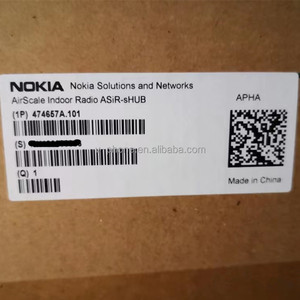 NOKIA Nokia Solutions and Networks
AirScale Indoor Radio ASiR-sHUB
(1P) 474657A.101
APHA
(S)
(Q) 1
Made in China